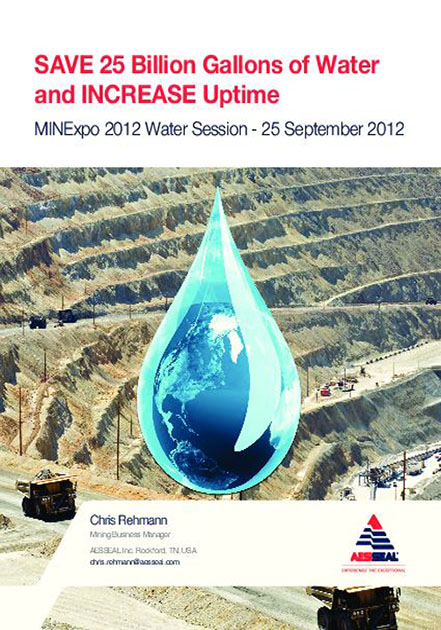 SAVE 25 Billion Gallons of Water
and INCREASE Uptime
MINExpo 2012 Water Session - 25 September 2012
Chris Rehmann
Mining Business Manager
AESSEAL Inc. Rockford, TN, USA
chris.rehmann@aesseal.com
AESSEAL
EXPERIENCE THE EXCEPTIONAL